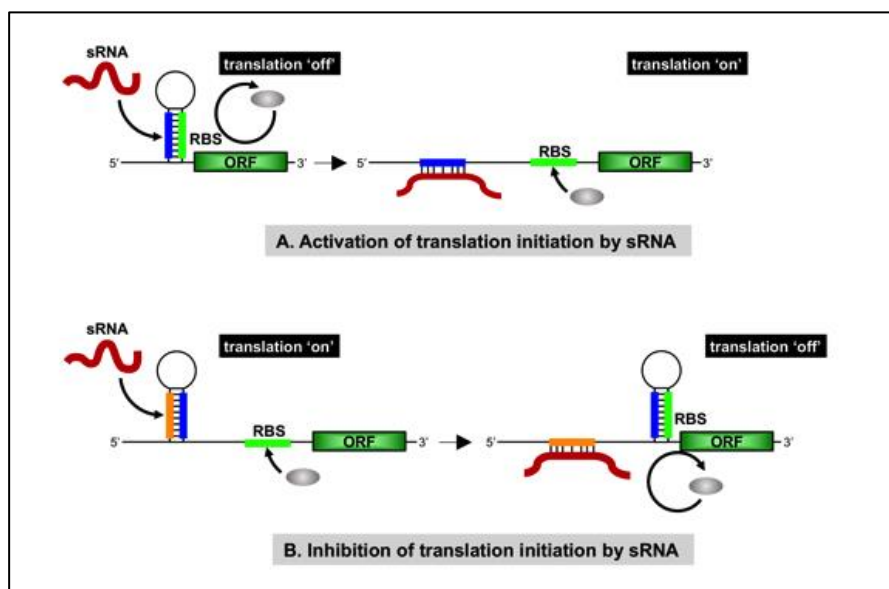 sRNA
translation 'off'
translation 'on'
RBS
RBS
5'
ORF
3'
5'
ORF
3'
A. Activation of translation initiation by sRNA
sRNA
translation 'on'
translation 'off'
RBS
RBS
5'
ORF
3'
5'
ORF
3'
B. Inhibition of translation initiation by sRNA